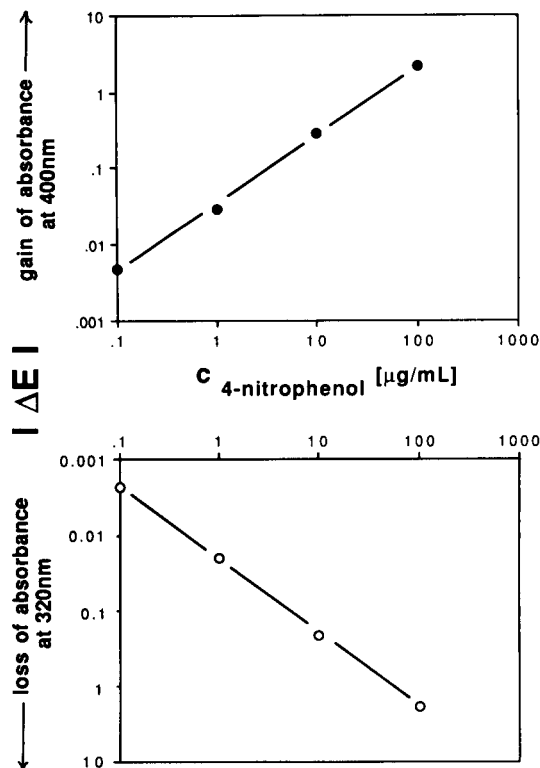 gain of absorbance
at 400nm
10
1
.1
.01
.001
.1 1 10 100 1000
C 4-nitrophenol [µg/mL]
| ΔE |
.1 1 10 100 1000
loss of absorbance
at 320nm
0.001
0.01
0.1
1
10